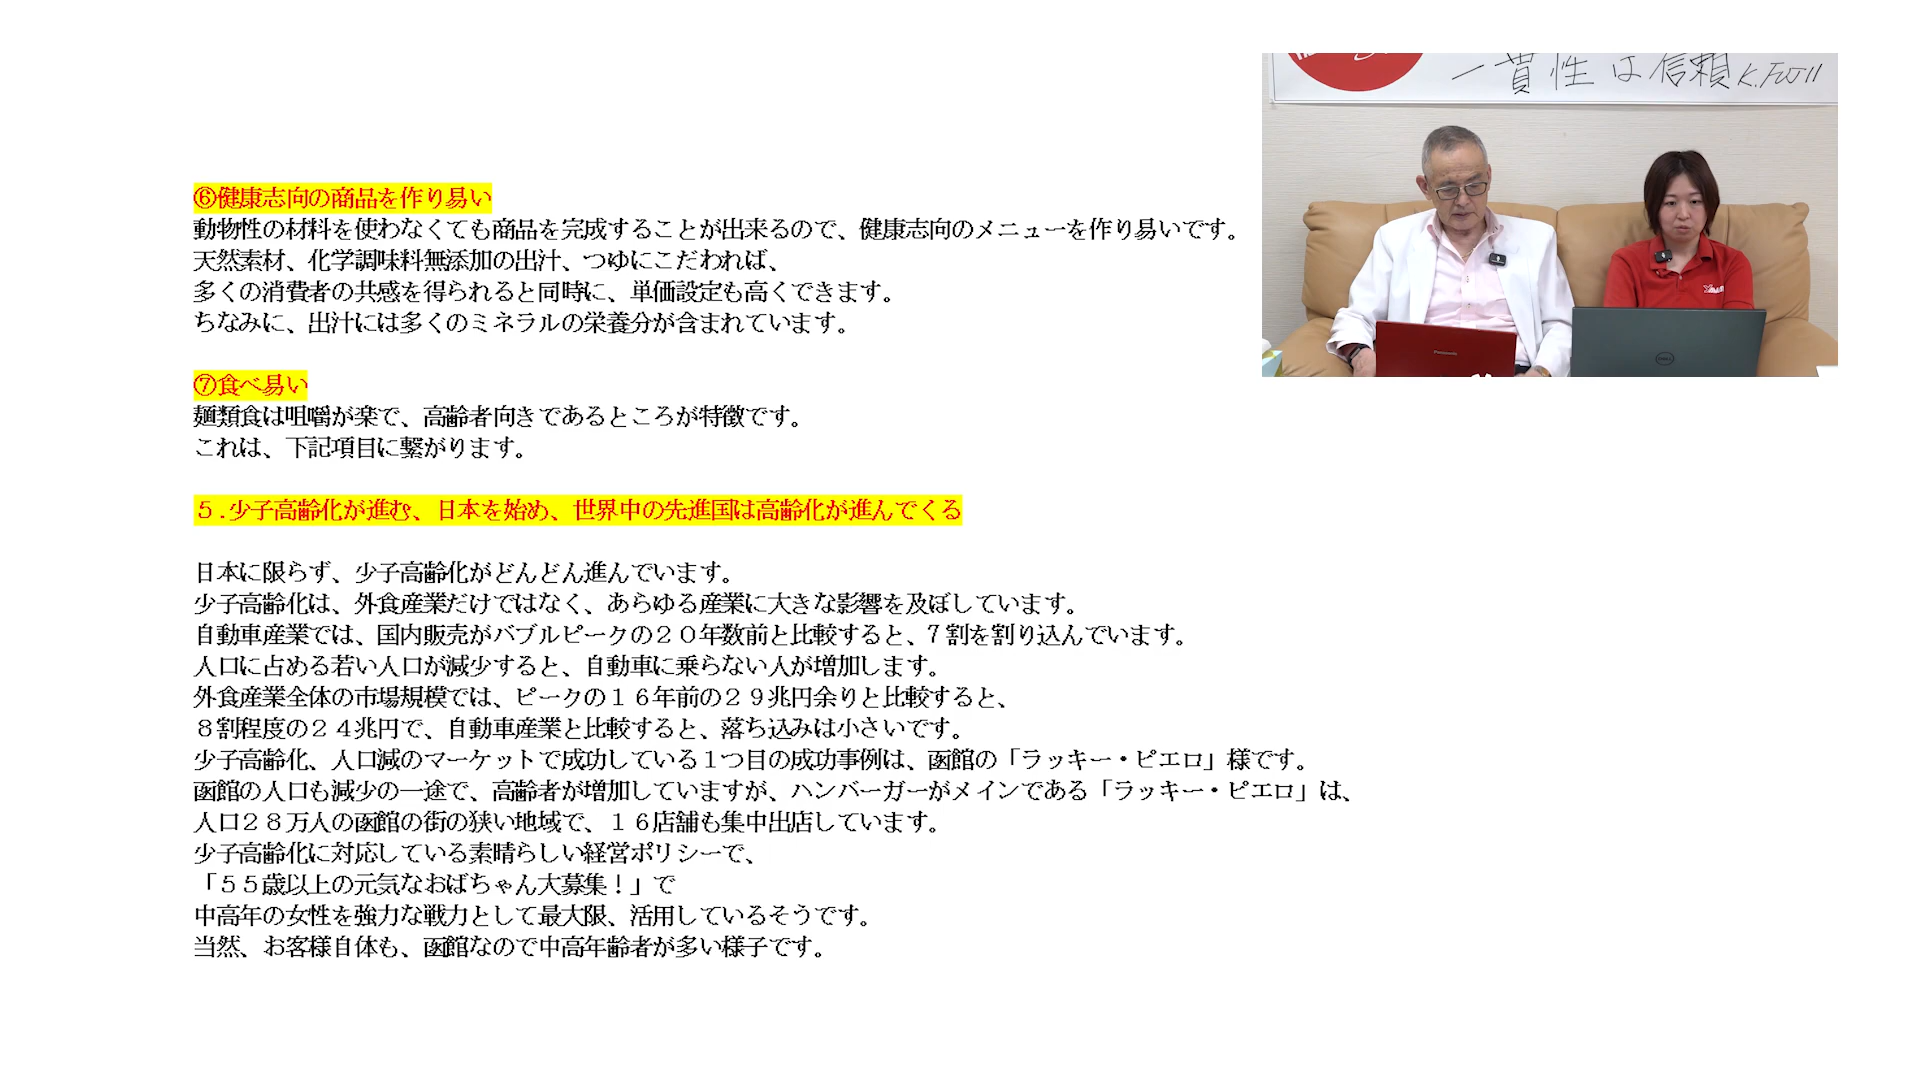 ⑥健康志向の商品を作り易い
動物性の材料を使わなくても商品を完成することが出来るので、健康志向のメニューを作り易いです。
天然素材、化学調味料無添加の出汁、つゆにこだわれば、
多くの消費者の共感を得られると同時に、単価設定も高くできます。
ちなみに、出汁には多くのミネラルの栄養分が含まれています。
⑦食べ易い
麺類食は咀嚼が楽で、高齢者向きであるところが特徴です。
これは、下記項目に繋がります。
５.少子高齢化が進む、日本を始め、世界中の先進国は高齢化が進んでくる
日本に限らず、少子高齢化がどんどん進んでいます。
少子高齢化は、外食産業だけではなく、あらゆる産業に大きな影響を及ぼしています。
自動車産業では、国内販売がバブルピークの２０年数前と比較すると、７割を割り込んでいます。
人口に占める若い人口が減少すると、自動車に乗らない人が増加します。
外食産業全体の市場規模では、ピークの１６年前の２９兆円余りと比較すると、
８割程度の２４兆円で、自動車産業と比較すると、落ち込みは小さいです。
少子高齢化、人口減のマーケットで成功している１つ目の成功事例は、函館の「ラッキー・ピエロ」様です。
函館の人口も減少の一途で、高齢者が増加していますが、ハンバーガーがメインである「ラッキー・ピエロ」は、
人口２８万人の函館の街の狭い地域で、１６店舗も集中出店しています。
少子高齢化に対応している素晴らしい経営ポリシーで、
「５５歳以上の元気なおばちゃん大募集！」で
中高年の女性を強力な戦力として最大限、活用しているそうです。
当然、お客様自体も、函館なので中高年齢者が多い様子です。
一貫性は信頼 K.FUJII
Panasonic
DELL